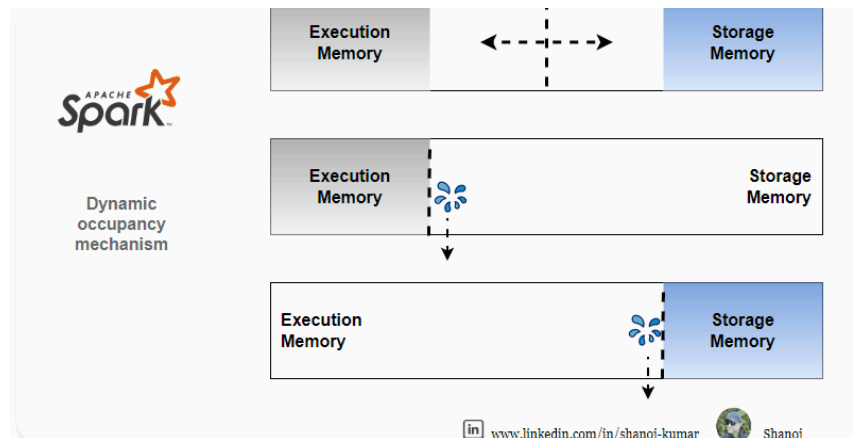 Execution
Memory
Storage
Memory
APACHE
Spark
Dynamic
occupancy
mechanism
Execution
Memory
Storage
Memory
Execution
Memory
Storage
Memory
in
www.linkedin.com/in/shanoj-kumar
Shanoj